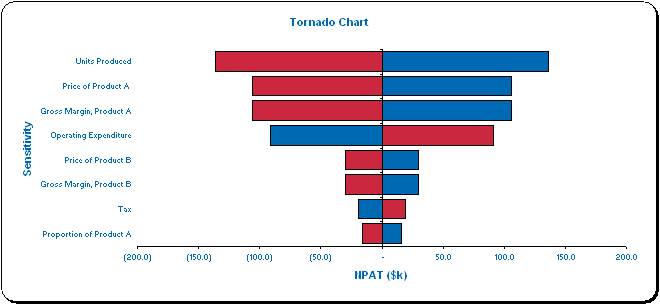 Tornado Chart
Sensitivity
Units Produced
Price of Product A
Gross Margin, Product A
Operating Expenditure
Price of Product B
Gross Margin, Product B
Tax
Proportion of Product A
(200.0) (150.0) (100.0) (50.0) - 50.0 100.0 150.0 200.0
NPAT ($k)